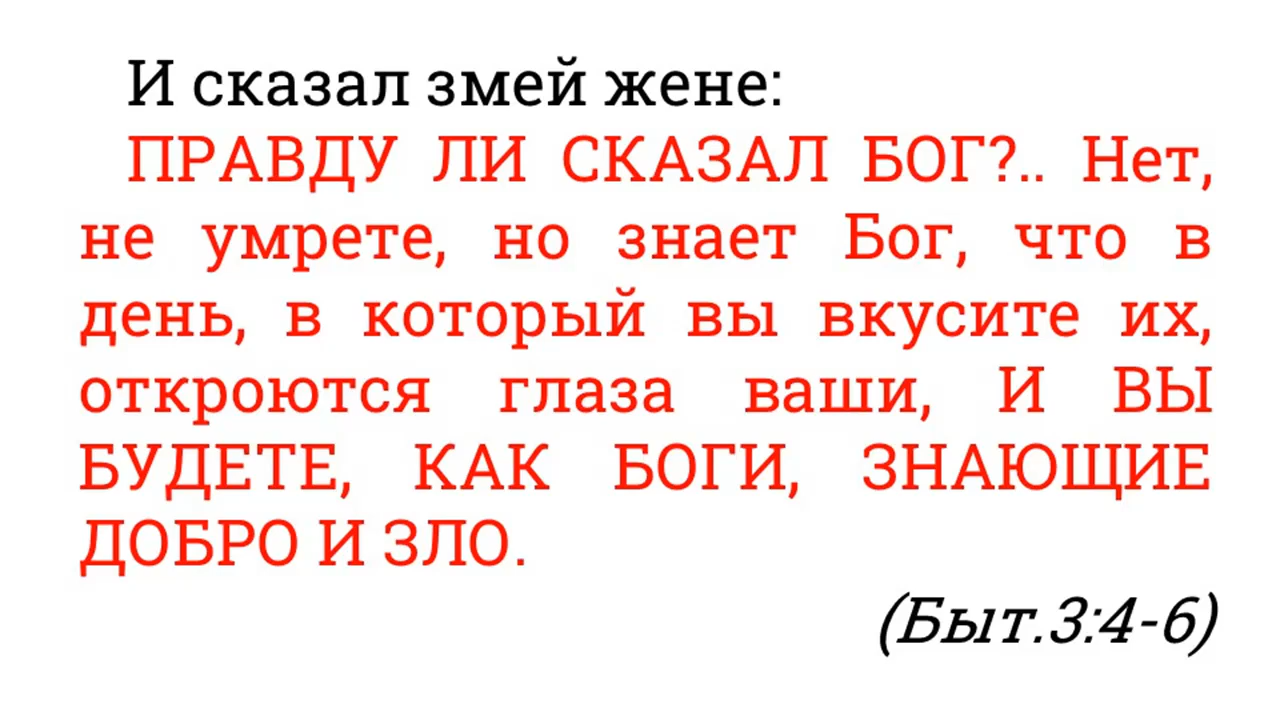 И сказал змей жене:
ПРАВДУ ЛИ СКАЗАЛ БОГ?.. Нет,
не умрете, но знает Бог, что в
день, в который вы вкусите их,
откроются глаза ваши, И ВЫ
БУДЕТЕ, КАК БОГИ, ЗНАЮЩИЕ
ДОБРО И ЗЛО.
(Быт.3:4-6)